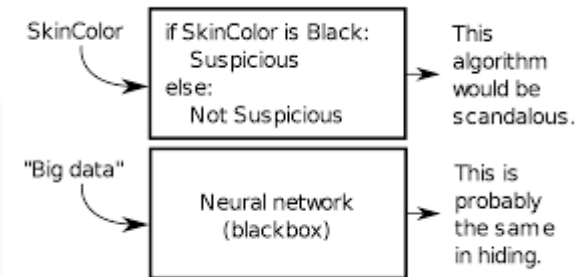 SkinColor
if SkinColor is Black:
Suspicious
else:
Not Suspicious
This
algorithm
would be
scandalous.
"Big data"
Neural network
(blackbox)
This is
probably
the same
in hiding.